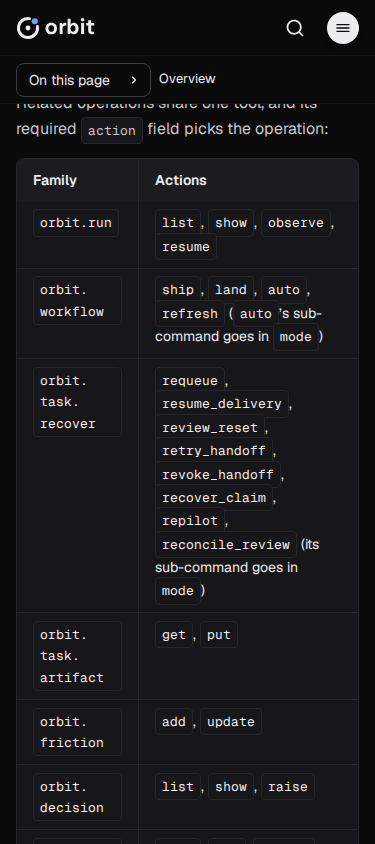 orbit
On this page
Overview
Related operations share one tool, and its
required action field picks the operation:
Family Actions
orbit.run list, show, observe,
resume
orbit.
workflow
ship, land, auto,
refresh (auto's sub-
command goes in mode)
orbit.
task.
recover
requeue,
resume_delivery,
review_reset,
retry_handoff,
revoke_handoff,
recover_claim,
repilot,
reconcile_review (its
sub-command goes in
mode)
orbit.
task.
artifact
get, put
orbit.
friction
add, update
orbit.
decision
list, show, raise